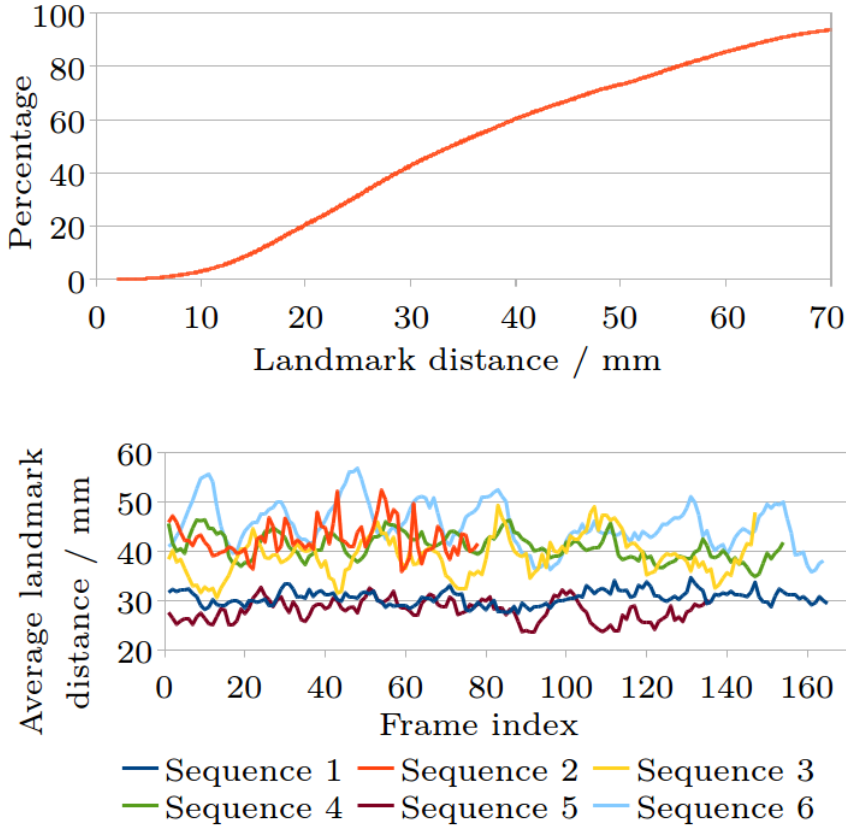 100
80
60
40
20
0
Percentage
0 10 20 30 40 50 60 70
Landmark distance / mm
60
50
40
30
20
Average landmark
distance / mm
0 20 40 60 80 100 120 140 160
Frame index
Sequence 1 Sequence 2 Sequence 3
Sequence 4 Sequence 5 Sequence 6